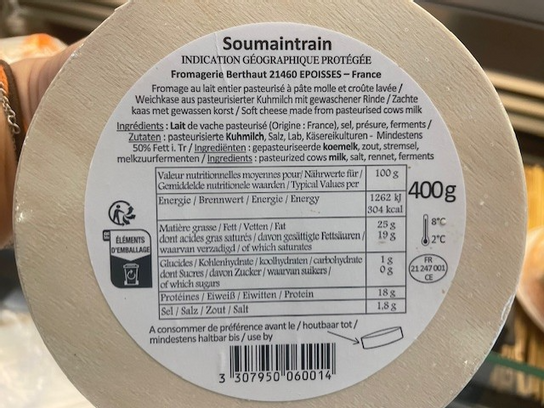 Soumaintrain
INDICATION GÉOGRAPHIQUE PROTÉGÉE
Fromagerie Berthaut 21460 EPOISSES – France
Fromage au lait entier pasteurisé à pâte molle et croûte lavée /
Weichkase aus pasteurisierter Kuhmilch mit gewaschener Rinde / Zachte
kaas met gewassen korst / Soft cheese made from pasteurised cows milk
Ingrédients : Lait de vache pasteurisé (Origine : France), sel, présure, ferments /
Zutaten : pasteurisierte Kuhmilch, Salz, Lab, Käsereikulturen - Mindestens
50% Fett i. Tr / Ingrediënten : gepasteuriseerde koemelk, zout, stremsel,
melkzuurfermenten / Ingredients : pasteurized cows milk, salt, rennet, ferments
Valeur nutritionnelles moyennes pour/ Nährwerte für / 100 g
Gemiddelde nutritionele waarden / Typical Values per
Energie / Brennwert / Energie / Energy 1262 kJ
304 kcal
Matière grasse / Fett / Vetten / Fat 25 g
dont acides gras saturés / davon gesättigte Fettsäuren / 19 g
waarvan verzadigd / of which saturates
Glucides / Kohlenhydrate / koolhydraten / carbohydrate 1 g
dont Sucres / davon Zucker / waarvan suikers / 0 g
of which sugars
Protéines / Eiweiß / Eiwitten / Protein 18 g
Sel / Salz / Zout / Salt 1.8 g
400g
8°C
2°C
FR
21 247 001
CE
FR
ÉLÉMENTS
D'EMBALLAGE
A consommer de préférence avant le / houtbaar tot /
mindestens haltbar bis / use by
3 307950 060014